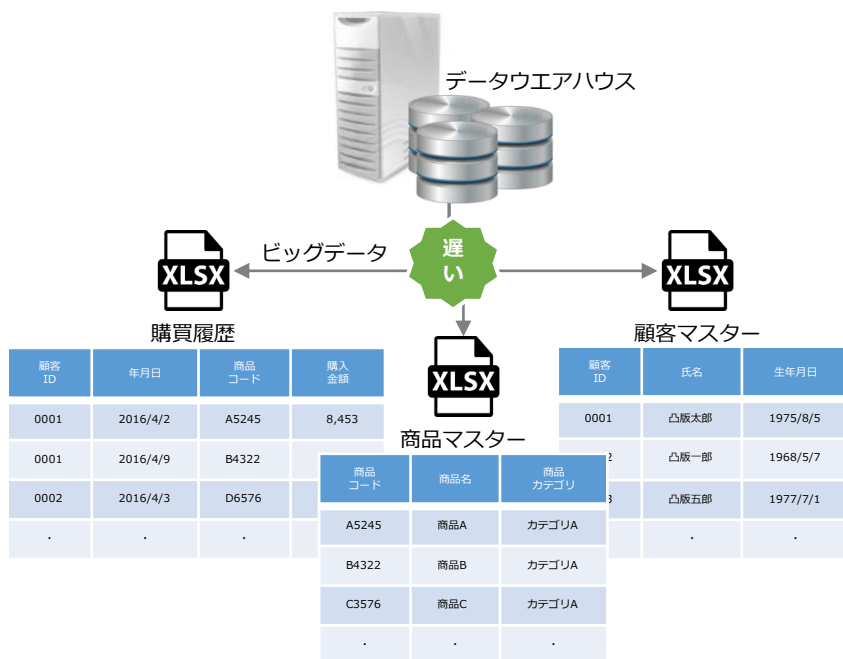 データウエアハウス
遅
い
ビッグデータ
XLSX
購買履歴
顧客
ID
年月日
商品
コード
購入
金額
0001 2016/4/2 A5245 8,453
0001 2016/4/9 B4322
0002 2016/4/3 D6576
・ ・ ・
XLSX
商品マスター
商品
コード
商品名
商品
カテゴリ
A5245 商品A カテゴリA
B4322 商品B カテゴリA
C3576 商品C カテゴリA
・ ・ ・
XLSX
顧客マスター
顧客
ID
氏名
生年月日
0001 凸版太郎 1975/8/5
2 凸版一郎 1968/5/7
3 凸版五郎 1977/7/1
・ ・